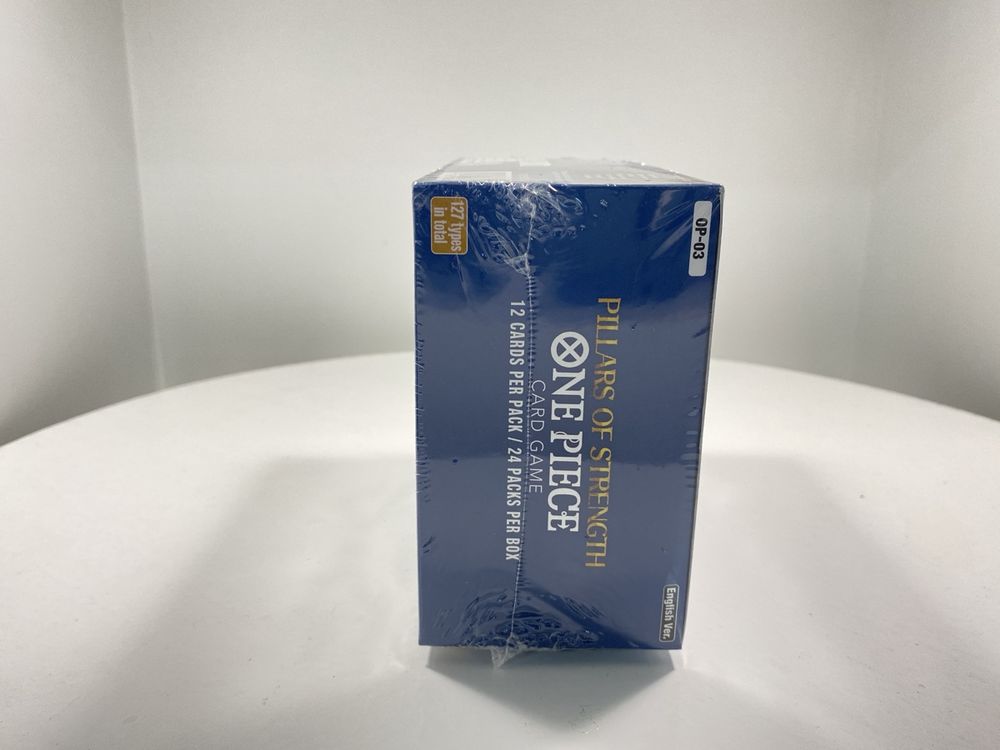 OP-03
PILLARS OF STRENGTH
ONE PIECE
CARD GAME
12 CARDS PER PACK / 24 PACKS PER BOX
127 types
in total
English Ver.